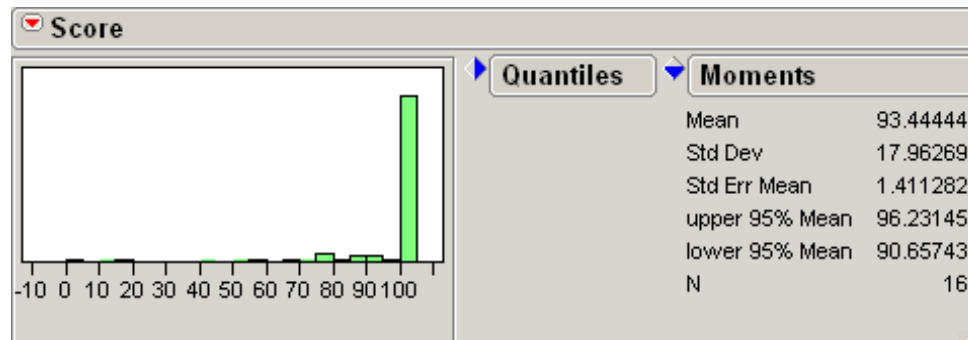 Score
Quantiles
Moments
Mean 93.44444
Std Dev 17.96269
Std Err Mean 1.411282
upper 95% Mean 96.23145
lower 95% Mean 90.65743
N 16
-10 0 10 20 30 40 50 60 70 80 90 100